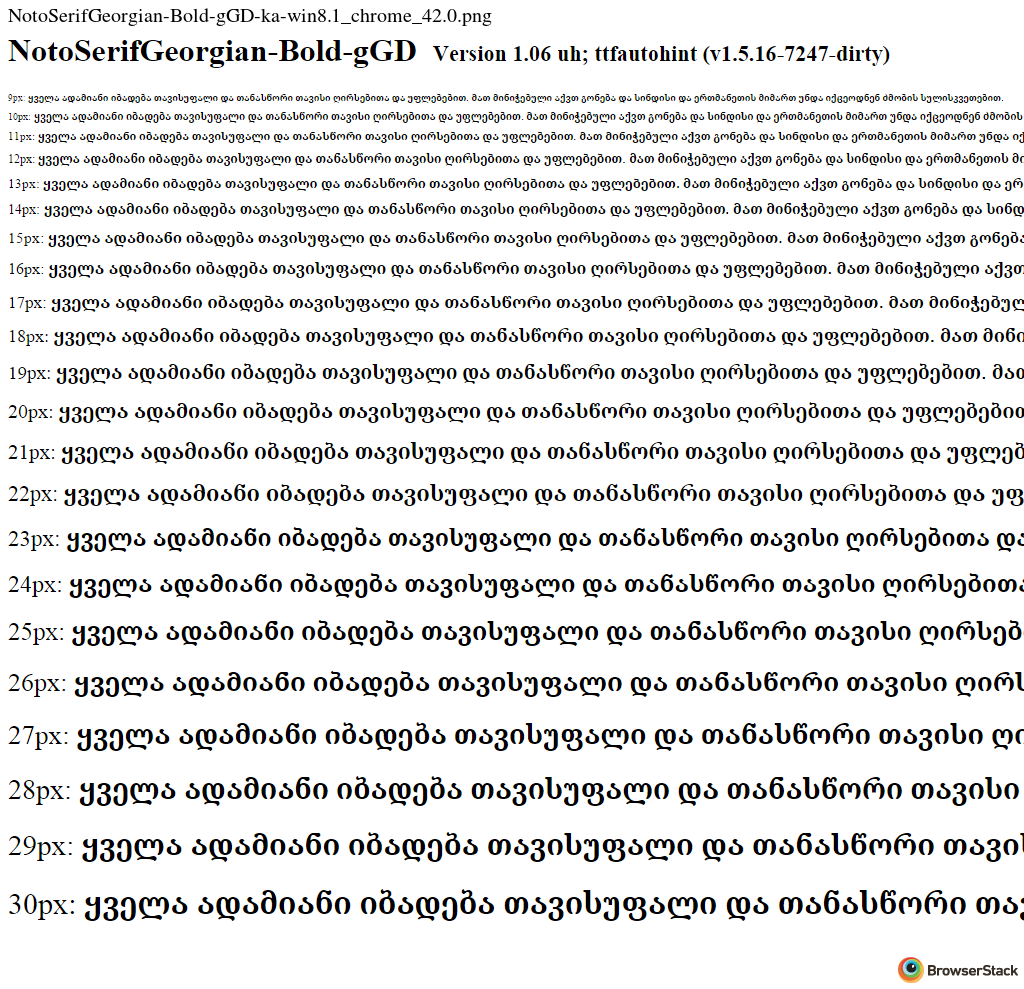 NotoSerifGeorgian-Bold-gGD-ka-win8.1_chrome_42.0.png
NotoSerifGeorgian-Bold-gGD Version 1.06 uh; ttfautohint (v1.5.16-7247-dirty)
9px: ყველა ადამიანი იბადება თავისუფალი და თანასწორი თავისი ღირსებითა და უფლებებით. მათ მინიჭებული აქვთ გონება და სინდისი და ერთმანეთის მიმართ უნდა იქცეოდნენ ძმობის სულისკვეთებით.
10px: ყველა ადამიანი იბადება თავისუფალი და თანასწორი თავისი ღირსებითა და უფლებებით. მათ მინიჭებული აქვთ გონება და სინდისი და ერთმანეთის მიმართ უნდა იქცეოდნენ ძმობის
11px: ყველა ადამიანი იბადება თავისუფალი და თანასწორი თავისი ღირსებითა და უფლებებით. მათ მინიჭებული აქვთ გონება და სინდისი და ერთმანეთის მიმართ უნდა იქ
12px: ყველა ადამიანი იბადება თავისუფალი და თანასწორი თავისი ღირსებითა და უფლებებით. მათ მინიჭებული აქვთ გონება და სინდისი და ერთმანეთის მი
13px: ყველა ადამიანი იბადება თავისუფალი და თანასწორი თავისი ღირსებითა და უფლებებით. მათ მინიჭებული აქვთ გონება და სინდისი და ერ
14px: ყველა ადამიანი იბადება თავისუფალი და თანასწორი თავისი ღირსებითა და უფლებებით. მათ მინიჭებული აქვთ გონება და სინდ
15px: ყველა ადამიანი იბადება თავისუფალი და თანასწორი თავისი ღირსებითა და უფლებებით. მათ მინიჭებული აქვთ გონება
16px: ყველა ადამიანი იბადება თავისუფალი და თანასწორი თავისი ღირსებითა და უფლებებით. მათ მინიჭებული აქვთ
17px: ყველა ადამიანი იბადება თავისუფალი და თანასწორი თავისი ღირსებითა და უფლებებით. მათ მინიჭებულ
18px: ყველა ადამიანი იბადება თავისუფალი და თანასწორი თავისი ღირსებითა და უფლებებით. მათ მინი
19px: ყველა ადამიანი იბადება თავისუფალი და თანასწორი თავისი ღირსებითა და უფლებებით. მათ
20px: ყველა ადამიანი იბადება თავისუფალი და თანასწორი თავისი ღირსებითა და უფლებებით
21px: ყველა ადამიანი იბადება თავისუფალი და თანასწორი თავისი ღირსებითა და უფლებ
22px: ყველა ადამიანი იბადება თავისუფალი და თანასწორი თავისი ღირსებითა და უფ
23px: ყველა ადამიანი იბადება თავისუფალი და თანასწორი თავისი ღირსებითა და
24px: ყველა ადამიანი იბადება თავისუფალი და თანასწორი თავისი ღირსებითა
25px: ყველა ადამიანი იბადება თავისუფალი და თანასწორი თავისი ღირსებ
26px: ყველა ადამიანი იბადება თავისუფალი და თანასწორი თავისი ღირს
27px: ყველა ადამიანი იბადება თავისუფალი და თანასწორი თავისი ღი
28px: ყველა ადამიანი იბადება თავისუფალი და თანასწორი თავისი
29px: ყველა ადამიანი იბადება თავისუფალი და თანასწორი თავის
30px: ყველა ადამიანი იბადება თავისუფალი და თანასწორი თავ
BrowserStack